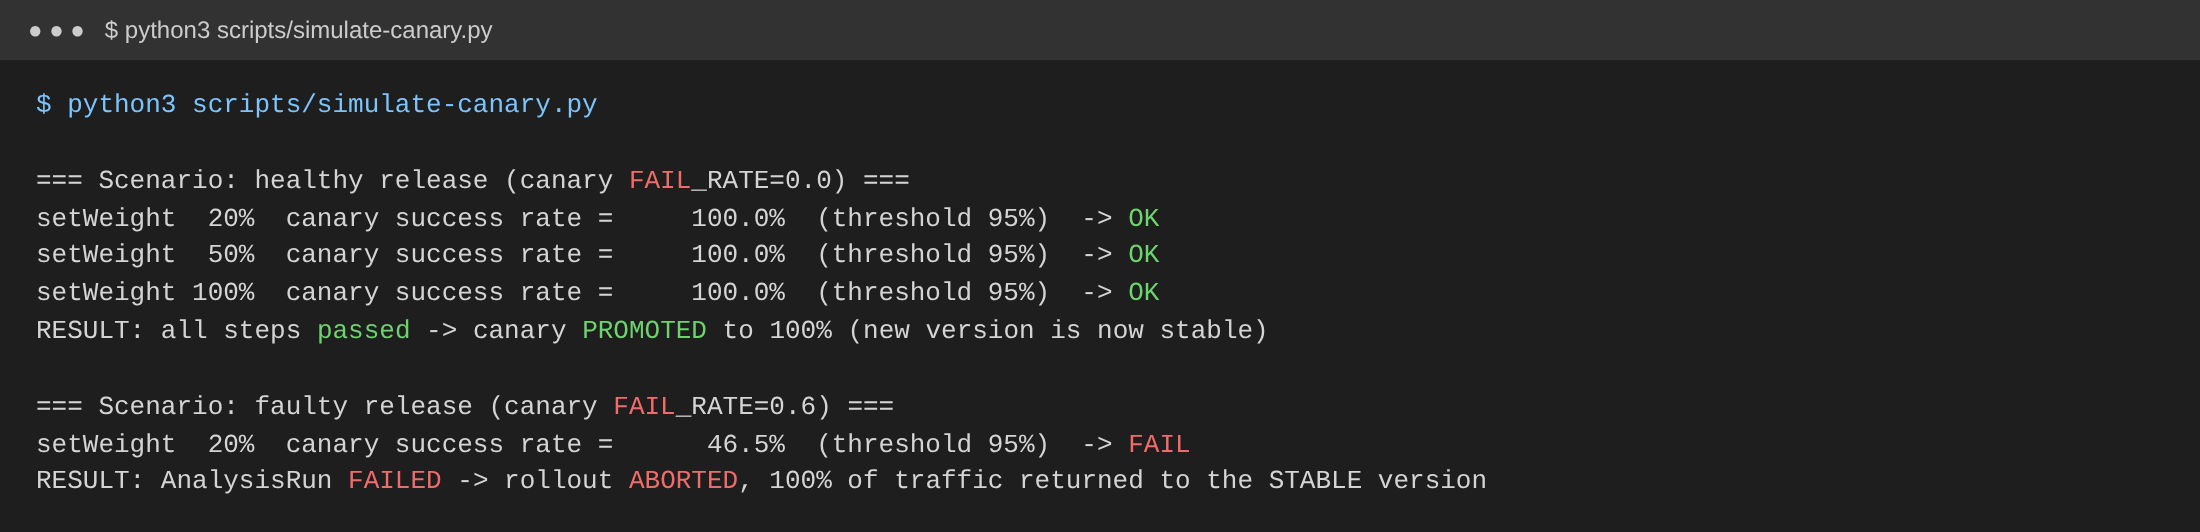 $ python3 scripts/simulate-canary.py
$ python3 scripts/simulate-canary.py
=== Scenario: healthy release (canary FAIL_RATE=0.0) ===
setWeight  20%  canary success rate =     100.0%  (threshold 95%)  -> OK
setWeight  50%  canary success rate =     100.0%  (threshold 95%)  -> OK
setWeight 100%  canary success rate =     100.0%  (threshold 95%)  -> OK
RESULT: all steps passed -> canary PROMOTED to 100% (new version is now stable)
=== Scenario: faulty release (canary FAIL_RATE=0.6) ===
setWeight  20%  canary success rate =      46.5%  (threshold 95%)  -> FAIL
RESULT: AnalysisRun FAILED -> rollout ABORTED, 100% of traffic returned to the STABLE version